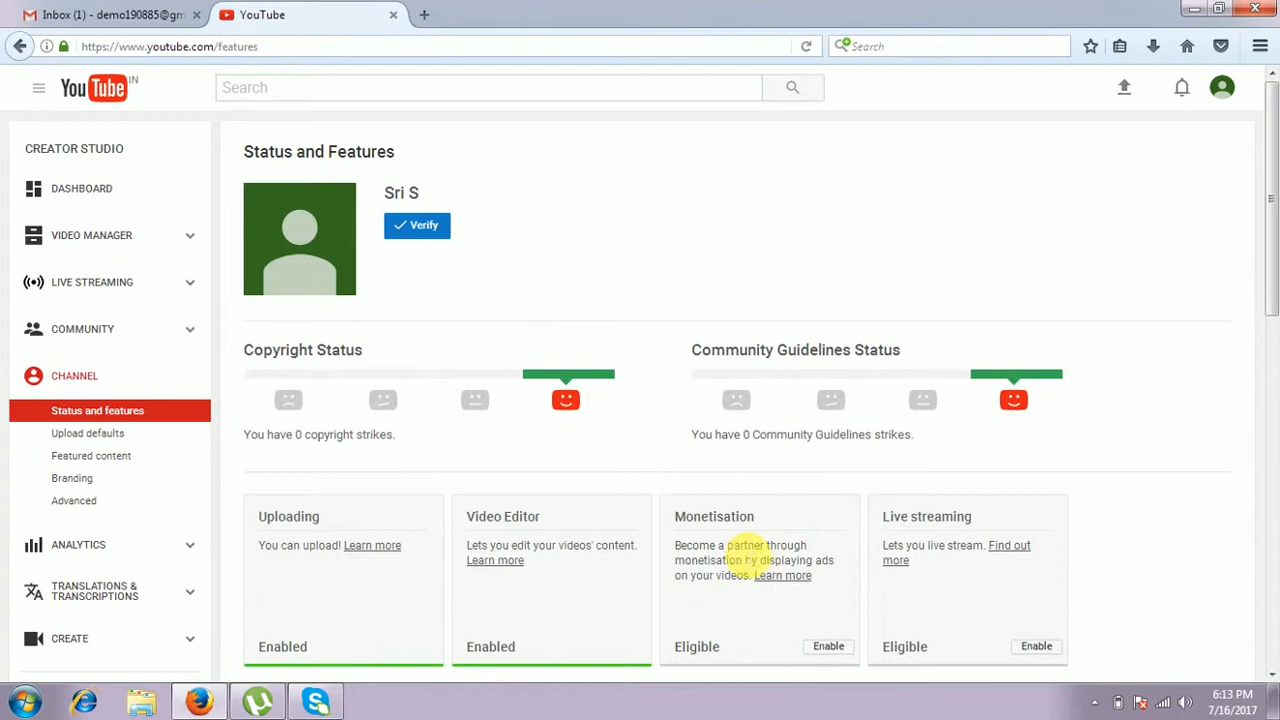 Inbox (1) - demo190885@gm
YouTube
https://www.youtube.com/features
Search
YouTube IN
Search
CREATOR STUDIO
DASHBOARD
VIDEO MANAGER
LIVE STREAMING
COMMUNITY
CHANNEL
Status and features
Upload defaults
Featured content
Branding
Advanced
ANALYTICS
TRANSLATIONS &
TRANSCRIPTIONS
CREATE
Status and Features
Sri S
Verify
Copyright Status
You have 0 copyright strikes.
Community Guidelines Status
You have 0 Community Guidelines strikes.
Uploading
You can upload! Learn more
Enabled
Video Editor
Lets you edit your videos' content.
Learn more
Enabled
Monetisation
Become a partner through
monetisation by displaying ads
on your videos. Learn more
Eligible
Enable
Live streaming
Lets you live stream. Find out
more
Eligible
Enable
6:13 PM
7/16/2017